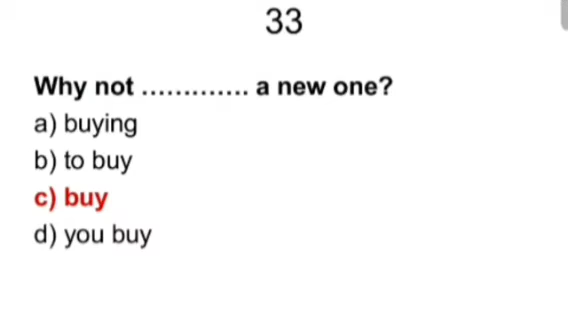 33
Why not ............. a new one?
a) buying
b) to buy
c) buy
d) you buy